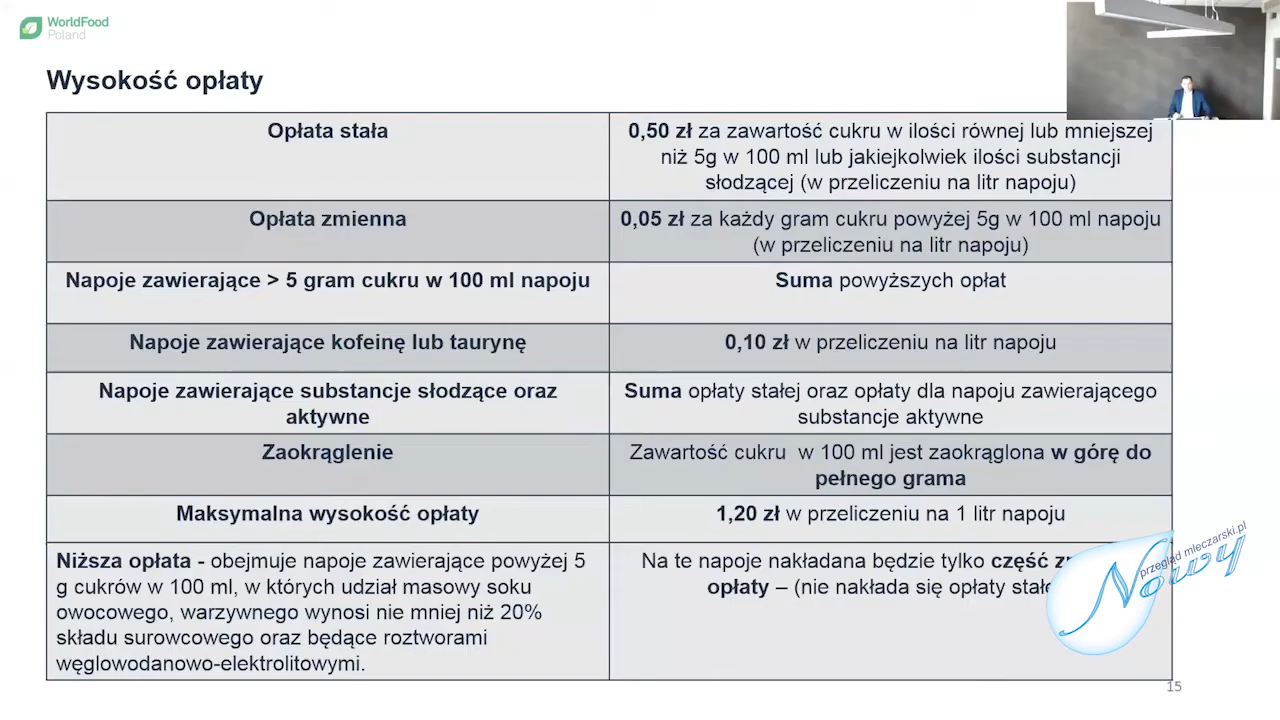 WorldFood
Poland
Wysokość opłaty
Opłata stała
0,50 zł za zawartość cukru w ilości równej lub mniejszej
niż 5g w 100 ml lub jakiejkolwiek ilości substancji
słodzącej (w przeliczeniu na litr napoju)
Opłata zmienna
0,05 zł za każdy gram cukru powyżej 5g w 100 ml napoju
(w przeliczeniu na litr napoju)
Napoje zawierające > 5 gram cukru w 100 ml napoju
Suma powyższych opłat
Napoje zawierające kofeinę lub taurynę
0,10 zł w przeliczeniu na litr napoju
Napoje zawierające substancje słodzące oraz
aktywne
Suma opłaty stałej oraz opłaty dla napoju zawierającego
substancje aktywne
Zaokrąglenie
Zawartość cukru w 100 ml jest zaokrąglona w górę do
pełnego grama
Maksymalna wysokość opłaty
1,20 zł w przeliczeniu na 1 litr napoju
Niższa opłata - obejmuje napoje zawierające powyżej 5
g cukrów w 100 ml, w których udział masowy soku
owocowego, warzywnego wynosi nie mniej niż 20%
składu surowcowego oraz będące roztworami
węglowodanowo-elektrolitowymi.
Na te napoje nakładana będzie tylko część
opłaty – (nie nakłada się opłaty
przegląd mleczarski.pl
Nowy
15